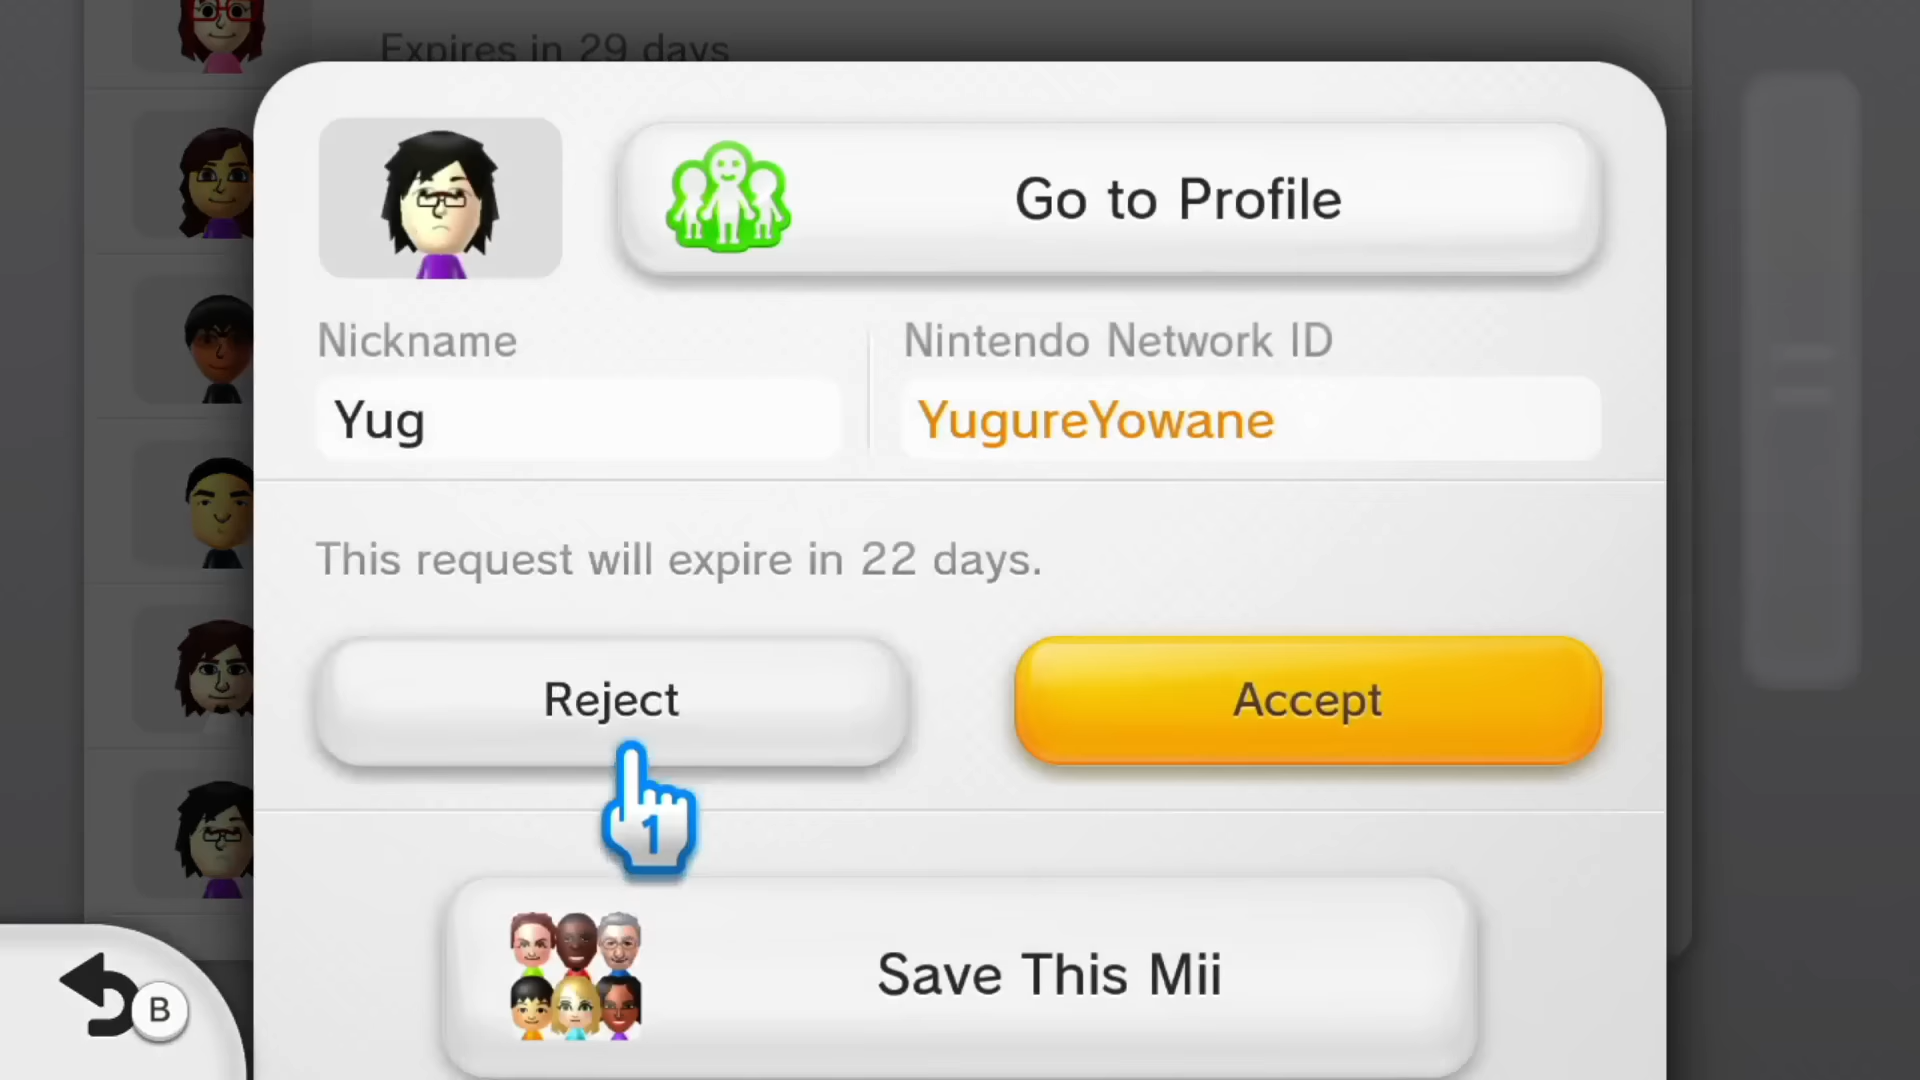 Expires in 29 days
Go to Profile
Nickname
Nintendo Network ID
Yug
YugureYowane
This request will expire in 22 days.
Reject
Accept
1
Save This Mii
B